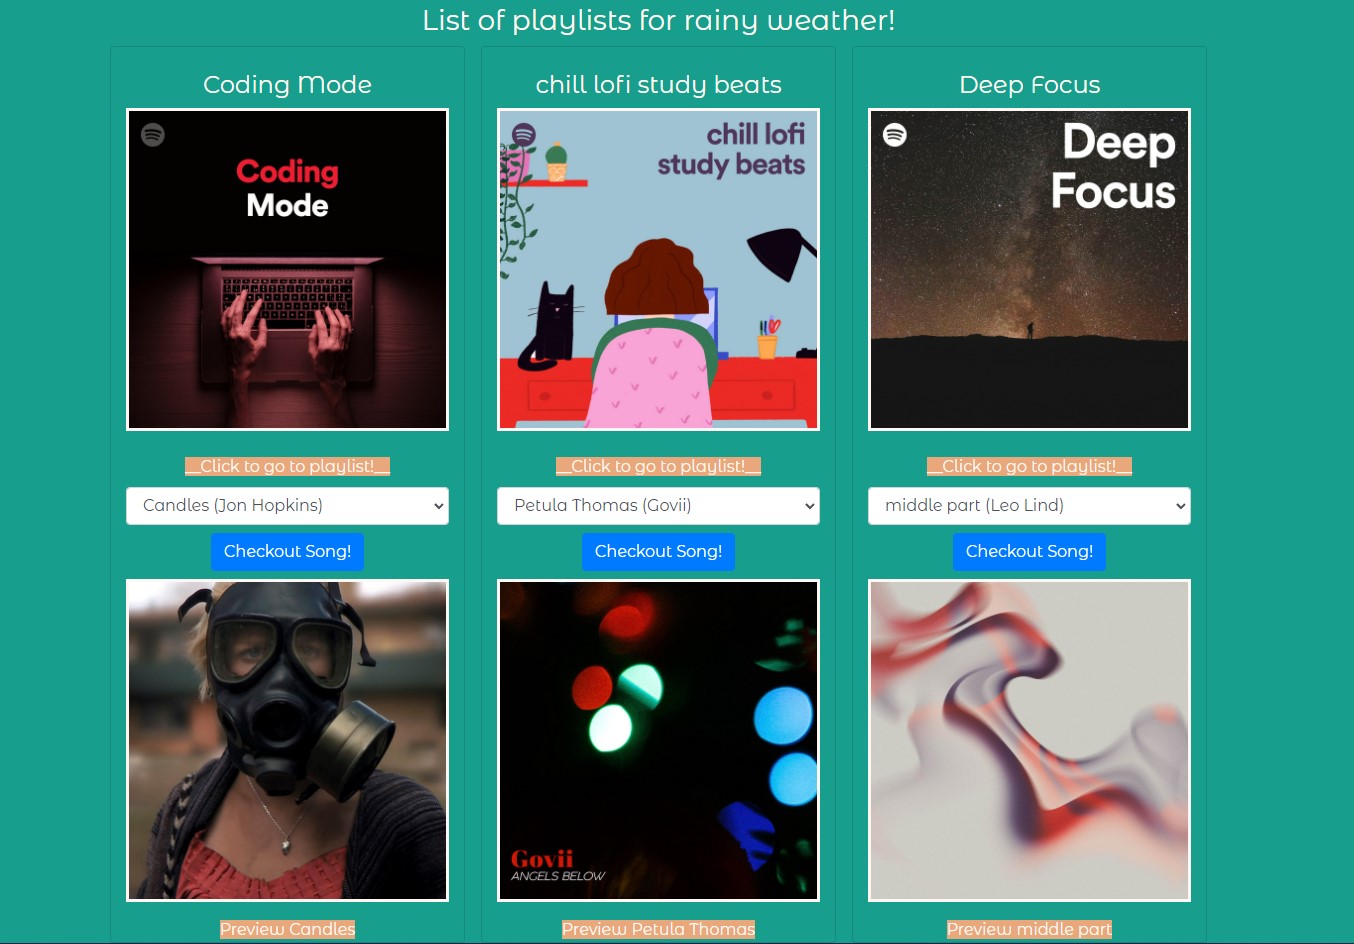 List of playlists for rainy weather!
Coding Mode
Coding
Mode
__Click to go to playlist!__
Candles (Jon Hopkins)
Checkout Song!
Preview Candles
chill lofi study beats
chill lofi
study beats
__Click to go to playlist!__
Petula Thomas (Govii)
Checkout Song!
Govii
ANGELS BELOW
Preview Petula Thomas
Deep Focus
Deep
Focus
__Click to go to playlist!__
middle part (Leo Lind)
Checkout Song!
Preview middle part